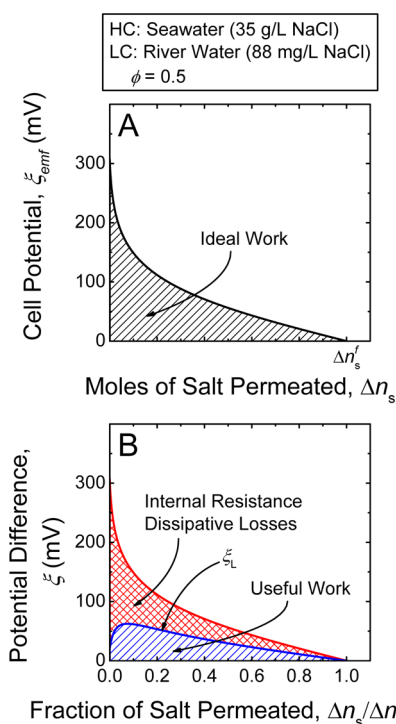 HC: Seawater (35 g/L NaCl)
LC: River Water (88 mg/L NaCl)
ϕ = 0.5
A
Cell Potential, ξemf (mV)
300
200
100
0
Ideal Work
Δnsf
Moles of Salt Permeated, Δns
B
Potential Difference,
ξ (mV)
300
200
100
0
Internal Resistance
Dissipative Losses
ξL
Useful Work
0.0 0.2 0.4 0.6 0.8 1.0
Fraction of Salt Permeated, Δns/Δn